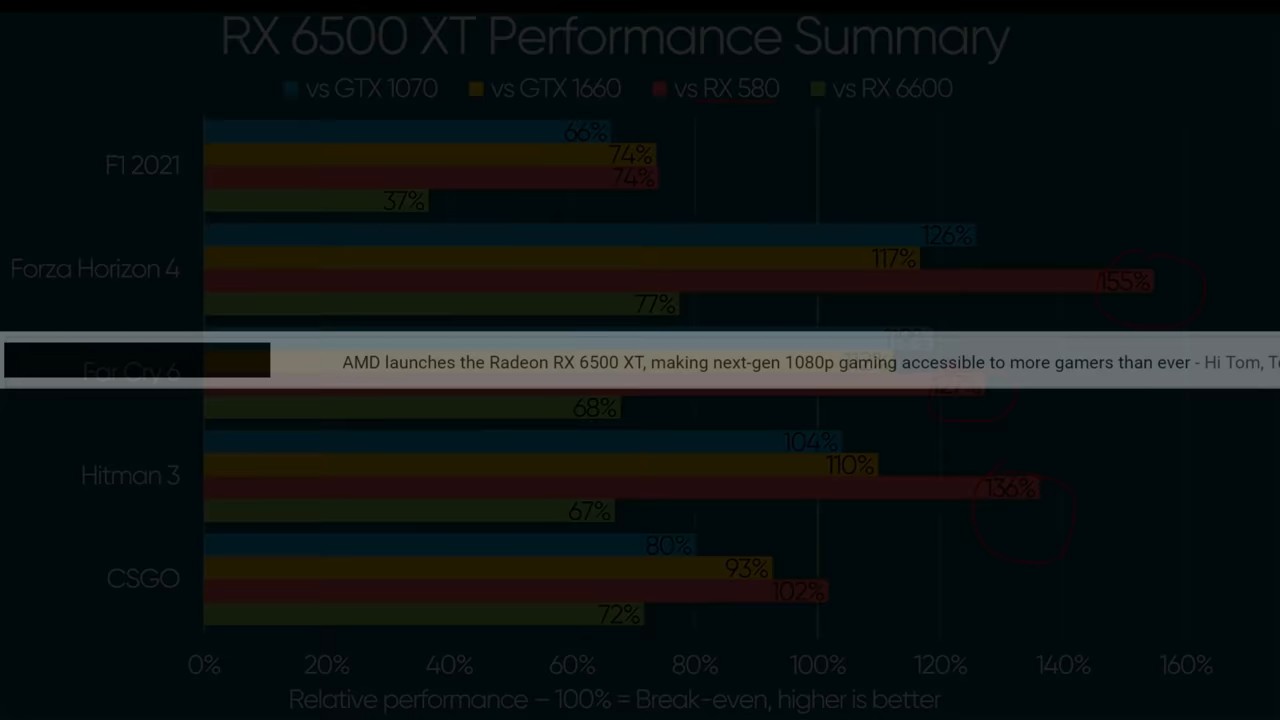 RX 6500 XT Performance Summary
vs GTX 1070 vs GTX 1660 vs RX 580 vs RX 6600
F1 2021
66%
74%
74%
37%
Forza Horizon 4
126%
117%
155%
77%
AMD launches the Radeon RX 6500 XT, making next-gen 1080p gaming accessible to more gamers than ever - Hi Tom,
Far Cry 6
127%
68%
Hitman 3
104%
110%
136%
67%
CSGO
80%
93%
102%
72%
0% 20% 40% 60% 80% 100% 120% 140% 160%
Relative performance – 100% = Break-even, higher is better